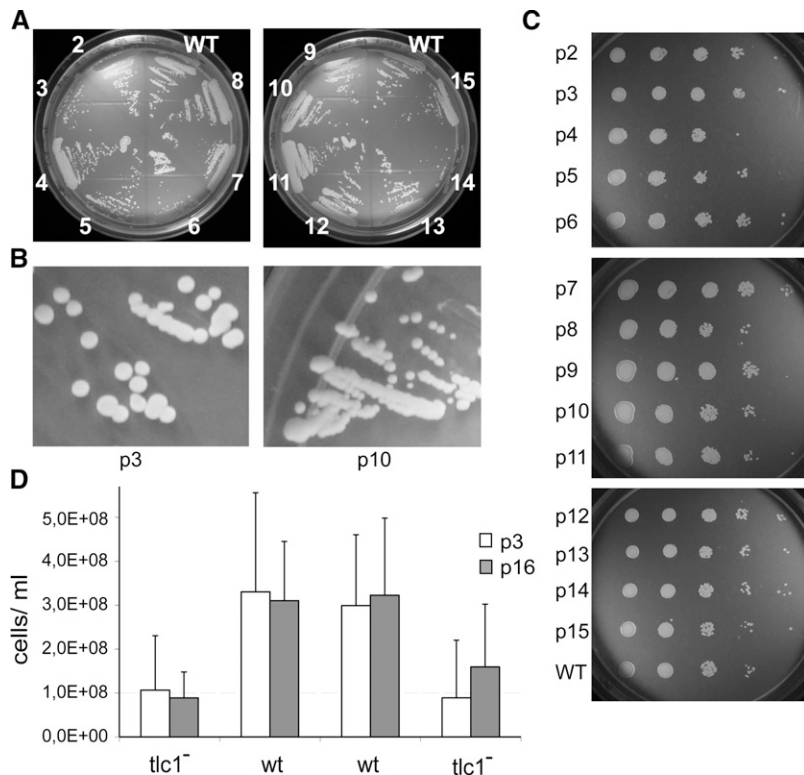 A
2
WT
3
8
4
7
5
6
9
WT
10
15
11
14
12
13
B
p3
p10
C
p2
p3
p4
p5
p6
p7
p8
p9
p10
p11
p12
p13
p14
p15
WT
D
cells/ ml
5,0E+08
4,0E+08
3,0E+08
2,0E+08
1,0E+08
0,0E+00
p3
p16
tlc1⁻
wt
wt
tlc1⁻